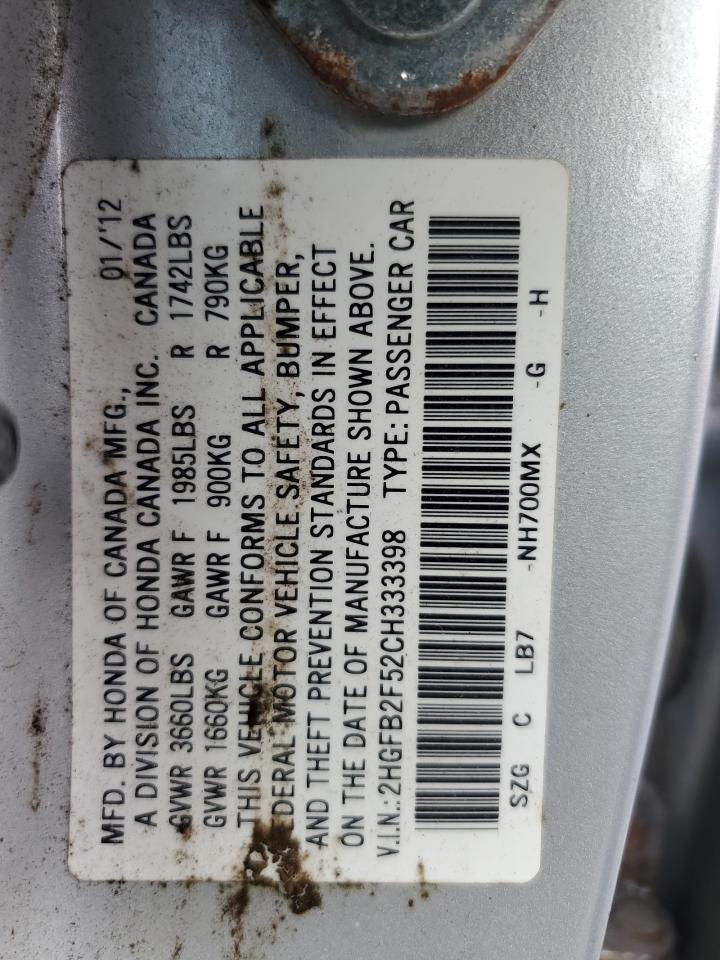 MFD. BY HONDA OF CANADA MFG., 01/'12
A DIVISION OF HONDA CANADA INC. CANADA
GVWR 3660LBS GAWR F 1985LBS R 1742LBS
GVWR 1660KG GAWR F 900KG R 790KG
THIS VEHICLE CONFORMS TO ALL APPLICABLE
EDERAL MOTOR VEHICLE SAFETY, BUMPER,
AND THEFT PREVENTION STANDARDS IN EFFECT
ON THE DATE OF MANUFACTURE SHOWN ABOVE.
V.I.N.: 2HGFB2F52CH333398 TYPE: PASSENGER CAR
SZG C LB7 -NH700MX -G -H